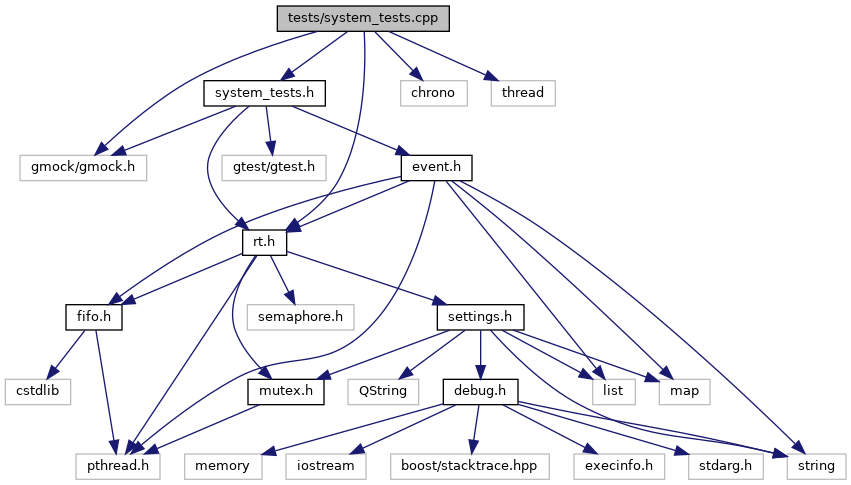 tests/system_tests.cpp
system_tests.h
chrono
thread
gmock/gmock.h
gtest/gtest.h
event.h
rt.h
fifo.h
semaphore.h
settings.h
cstdlib
mutex.h
QString
debug.h
list
map
pthread.h
memory
iostream
boost/stacktrace.hpp
execinfo.h
stdarg.h
string